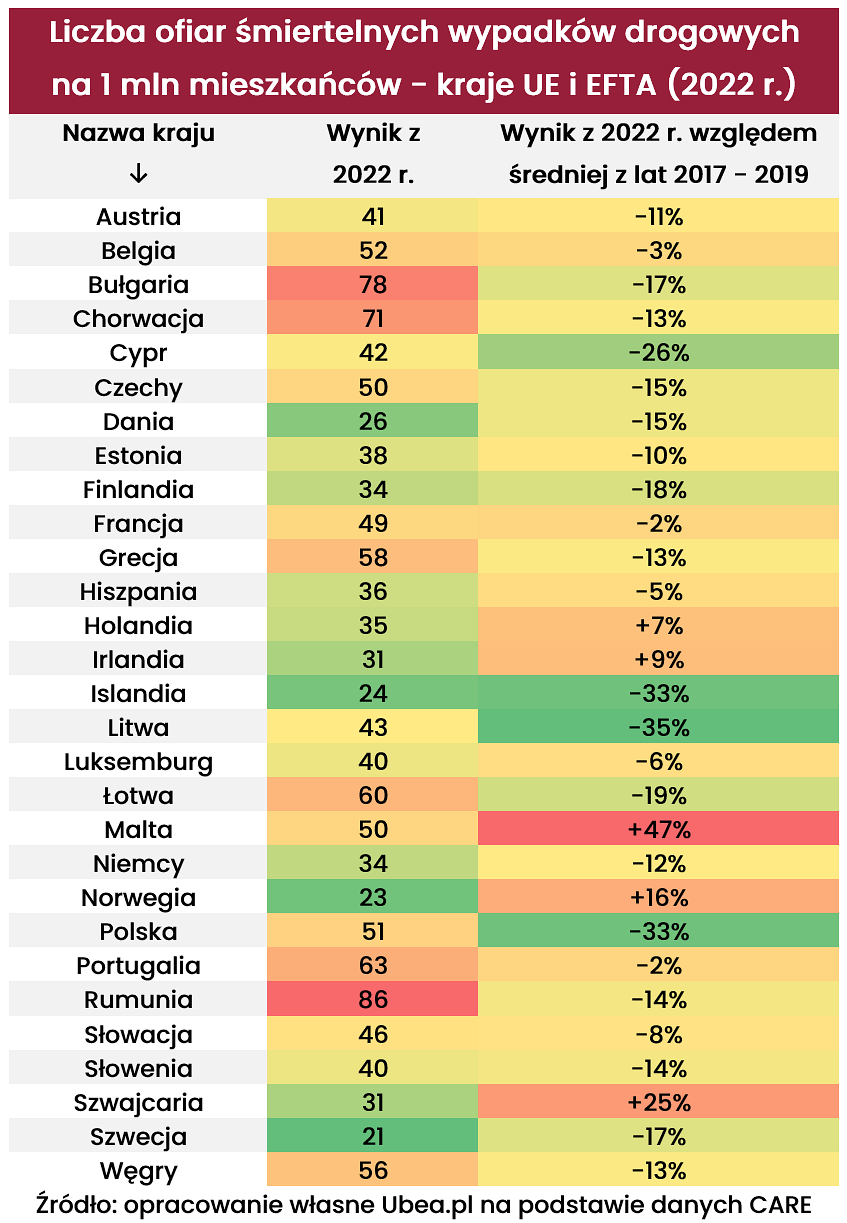 Liczba ofiar śmiertelnych wypadków drogowych
na 1 mln mieszkańców - kraje UE i EFTA (2022 r.)
Nazwa kraju ↓ Wynik z 2022 r. Wynik z 2022 r. względem średniej z lat 2017 - 2019
Austria 41 -11%
Belgia 52 -3%
Bułgaria 78 -17%
Chorwacja 71 -13%
Cypr 42 -26%
Czechy 50 -15%
Dania 26 -15%
Estonia 38 -10%
Finlandia 34 -18%
Francja 49 -2%
Grecja 58 -13%
Hiszpania 36 -5%
Holandia 35 +7%
Irlandia 31 +9%
Islandia 24 -33%
Litwa 43 -35%
Luksemburg 40 -6%
Łotwa 60 -19%
Malta 50 +47%
Niemcy 34 -12%
Norwegia 23 +16%
Polska 51 -33%
Portugalia 63 -2%
Rumunia 86 -14%
Słowacja 46 -8%
Słowenia 40 -14%
Szwajcaria 31 +25%
Szwecja 21 -17%
Węgry 56 -13%
Źródło: opracowanie własne Ubea.pl na podstawie danych CARE